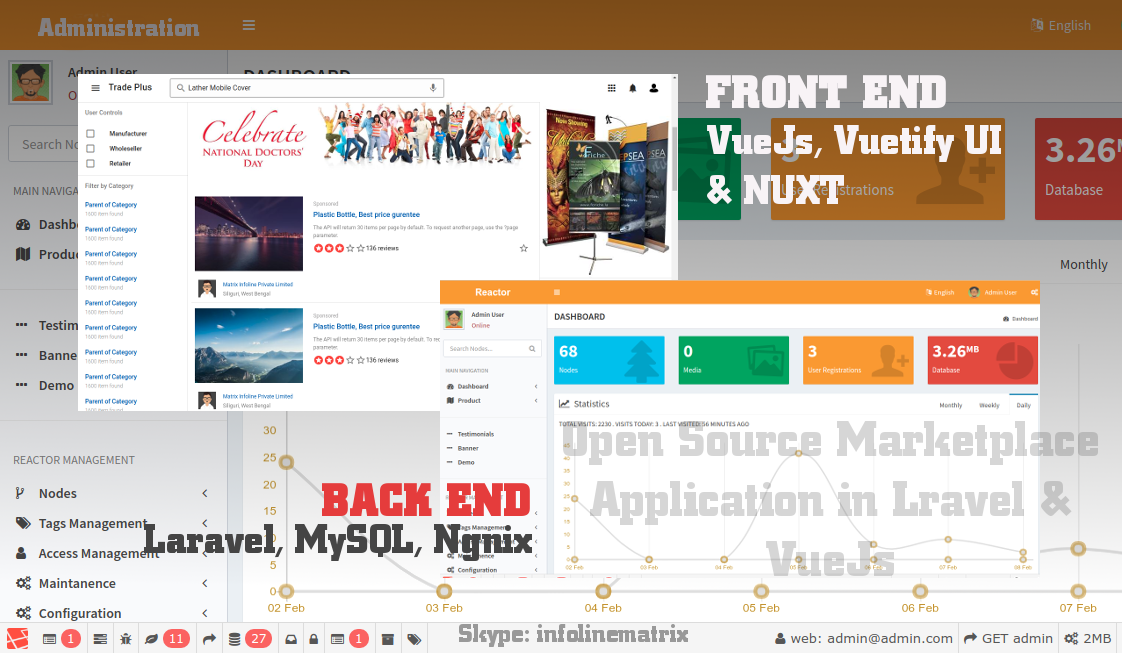 Administration
English
Admin User
DASHBOARD
MAIN NAVIGA
Dashb
Produ
Testim
Banne
Demo
REACTOR MANAGEMENT
Nodes
Tags Management
Access Management
Maintanence
Configuration
Trade Plus
Lather Mobile Cover
User Controls
Manufacturer
Wholeseller
Retailer
Filter by Category
Parent of Category
1600 item found
Parent of Category
1600 item found
Parent of Category
1600 item found
Parent of Category
1600 item found
Parent of Category
1600 item found
Parent of Category
1600 item found
Parent of Category
1600 item found
Parent of Category
1600 item found
Parent of Category
Celebrate
NATIONAL DOCTORS'
DAY
Sponsored
Plastic Bottle, Best price gurentee
The API will return 30 items per page by default. To request another page, use the ?page
parameter.
136 reviews
Matrix Infoline Private Limited
Siliguri, West Bengal
Sponsored
Plastic Bottle, Best price gurentee
The API will return 30 items per page by default. To request another page, use the
parameter.
136 reviews
Matrix Infoline Private Limited
Siliguri, West Bengal
Now Showing
FRONT END
VueJs, Vuetify UI
& NUXT
User Registrations
3.26
Database
Monthly
Reactor
English
Admin User
Admin User
Online
Search Nodes...
MAIN NAVIGATION
Dashboard
Product
Testimonials
Banner
Demo
Tags Management
Configuration
DASHBOARD
Dashboard
68
Nodes
0
Media
3
User Registrations
3.26MB
Database
Statistics
Monthly
Weekly
Daily
TOTAL VISITS: 2230 . VISITS TODAY: 3 . LAST VISITED: 56 MINUTES AGO
45
40
35
30
25
20
15
10
5
0
02 Feb
03 Feb
04 Feb
05 Feb
06 Feb
07 Feb
08 Feb
Open Source Marketplace
Application in Lravel &
VueJs
BACK END
Laravel, MySQL, Ngnix
30
25
20
5
0
02 Feb
03 Feb
04 Feb
05 Feb
06 Feb
07 Feb
1
11
27
1
Skype: infolinematrix
web: admin@admin.com
GET admin
2MB